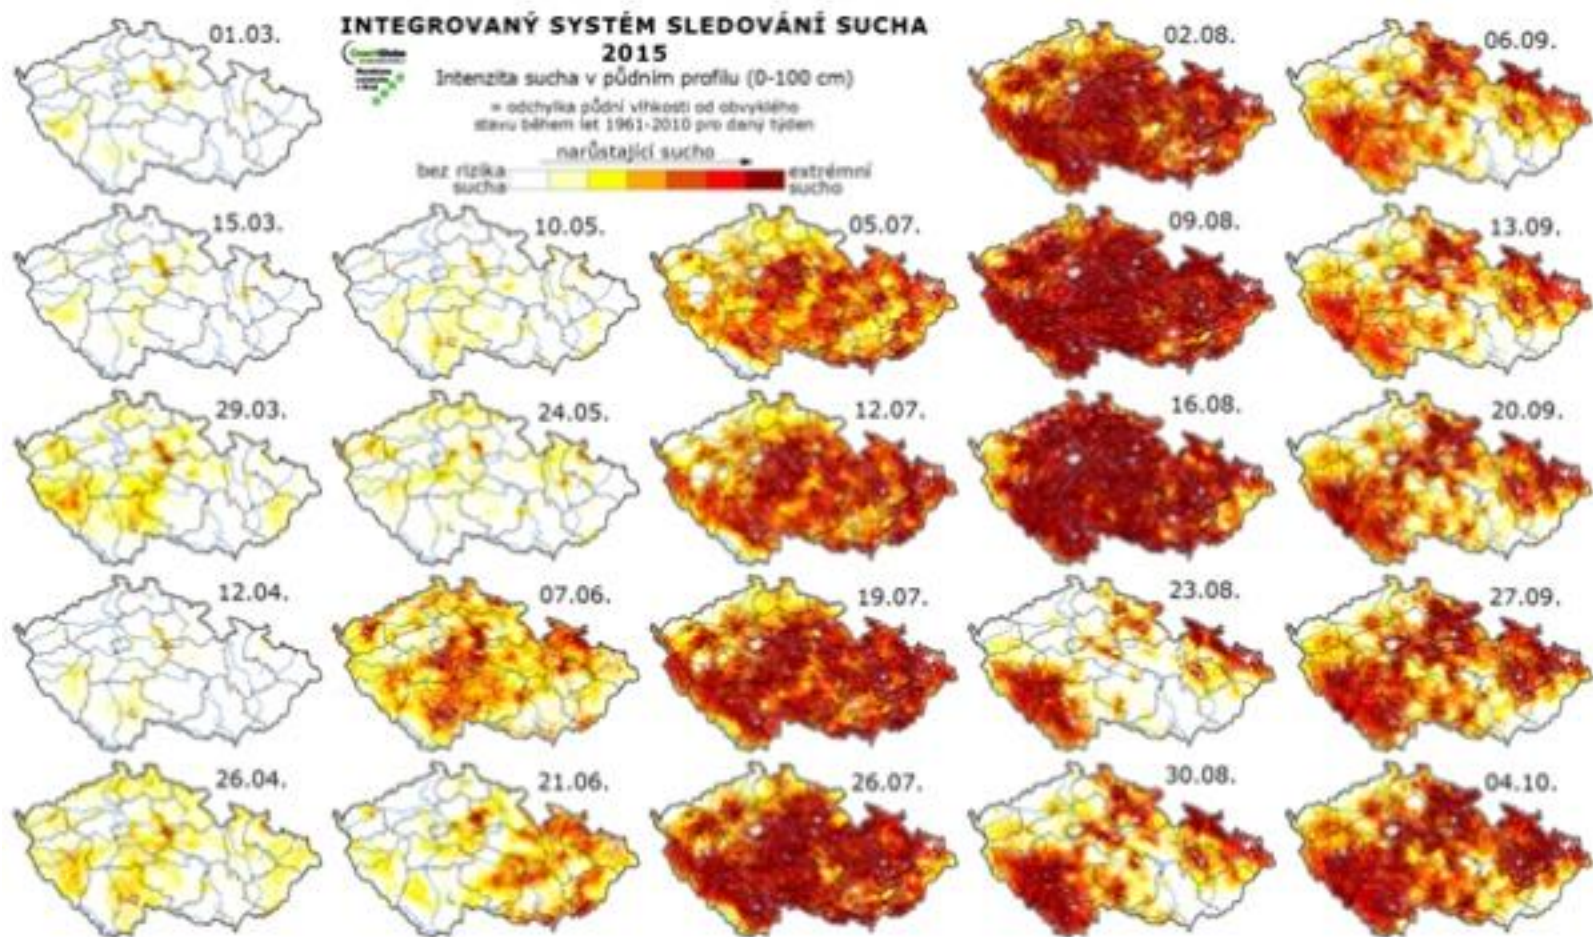 INTEGROVANÝ SYSTÉM SLEDOVÁNÍ SUCHA
2015
Intenzita sucha v půdním profilu (0-100 cm)
= odchylka půdní vlhkosti od obvyklého
stavu během let 1961-2010 pro daný týden
narůstající sucho
bez rizika
sucha
extrémní
sucho
01.03.
15.03.
29.03.
12.04.
26.04.
10.05.
24.05.
07.06.
21.06.
05.07.
12.07.
19.07.
26.07.
02.08.
09.08.
16.08.
23.08.
30.08.
06.09.
13.09.
20.09.
27.09.
04.10.